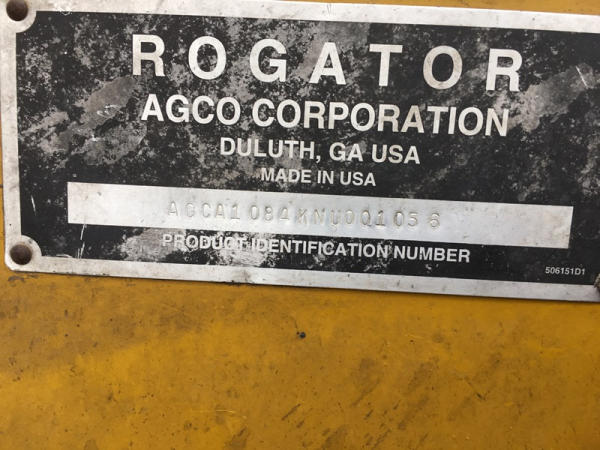 ROGATOR
AGCO CORPORATION
DULUTH, GA USA
MADE IN USA
AGCA1084KNU0Q1056
PRODUCT IDENTIFICATION NUMBER
506151D1